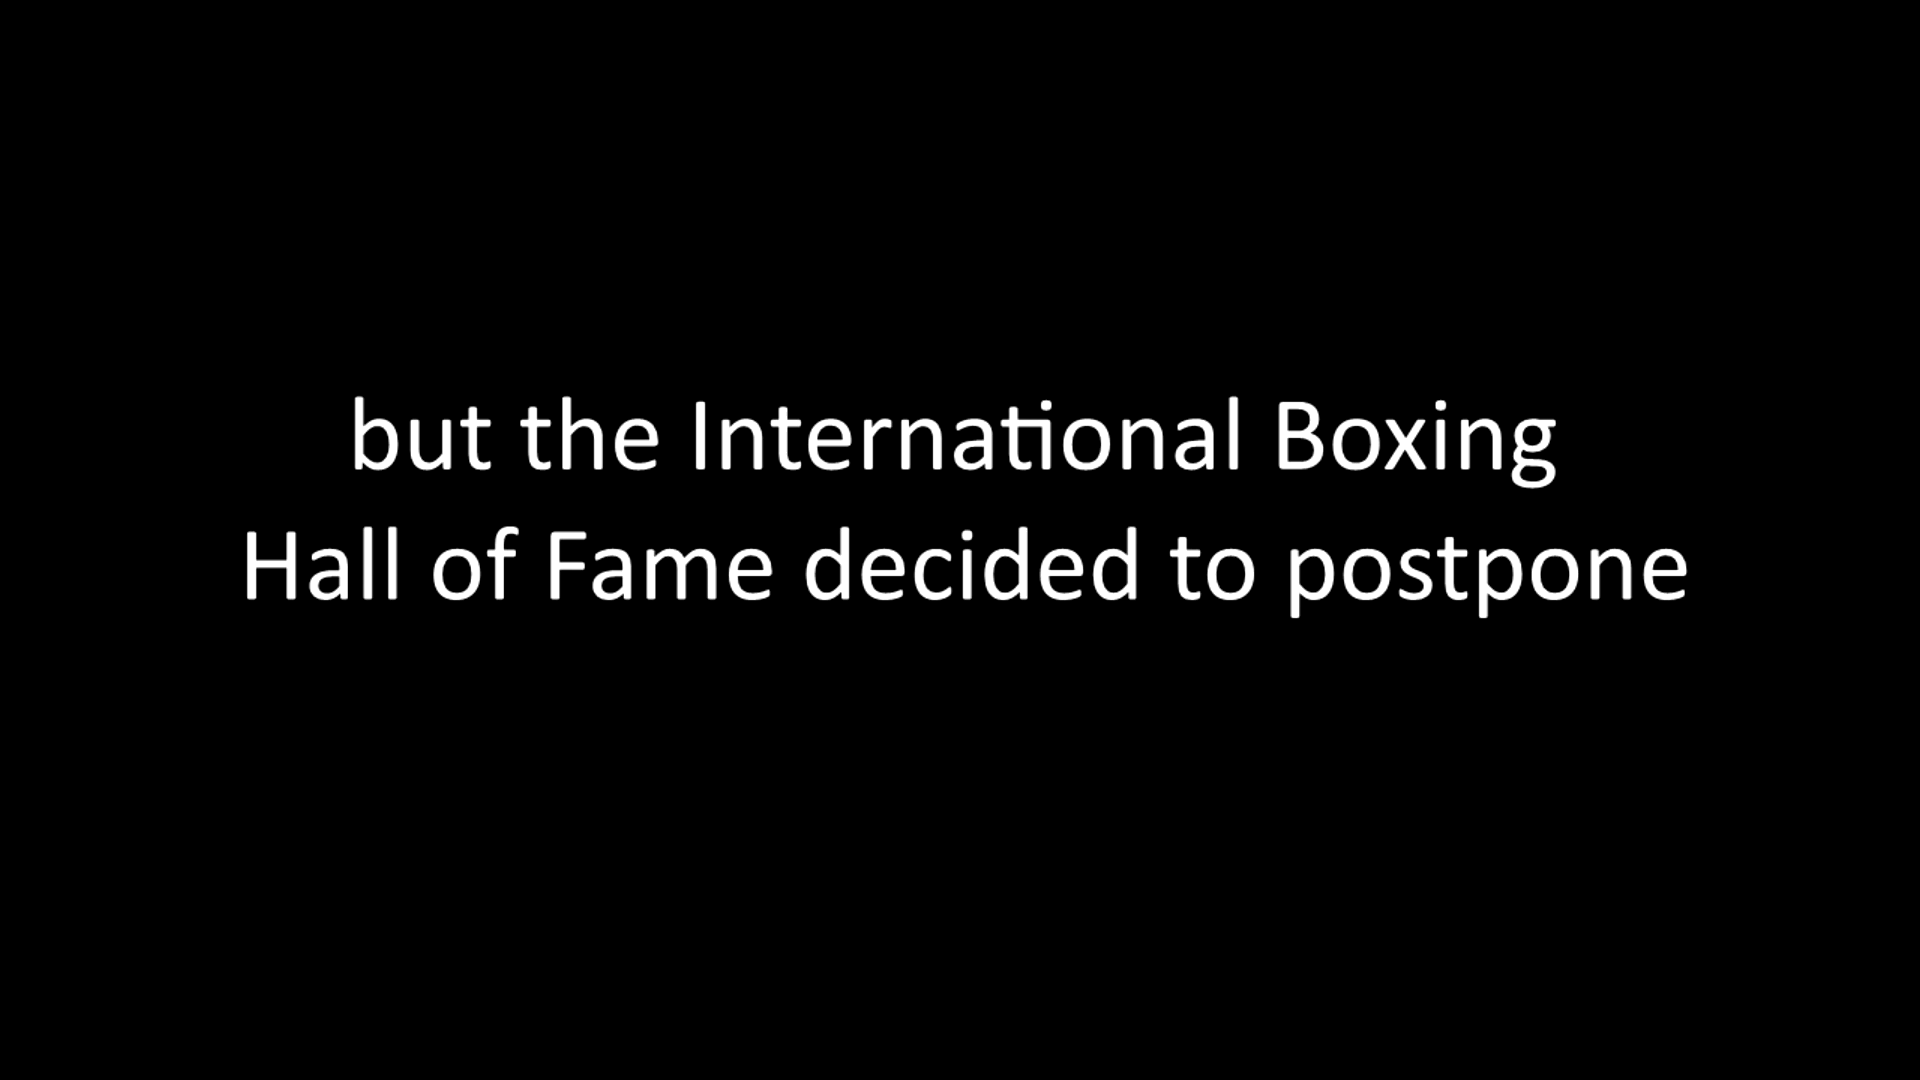 but the International Boxing
Hall of Fame decided to postpone